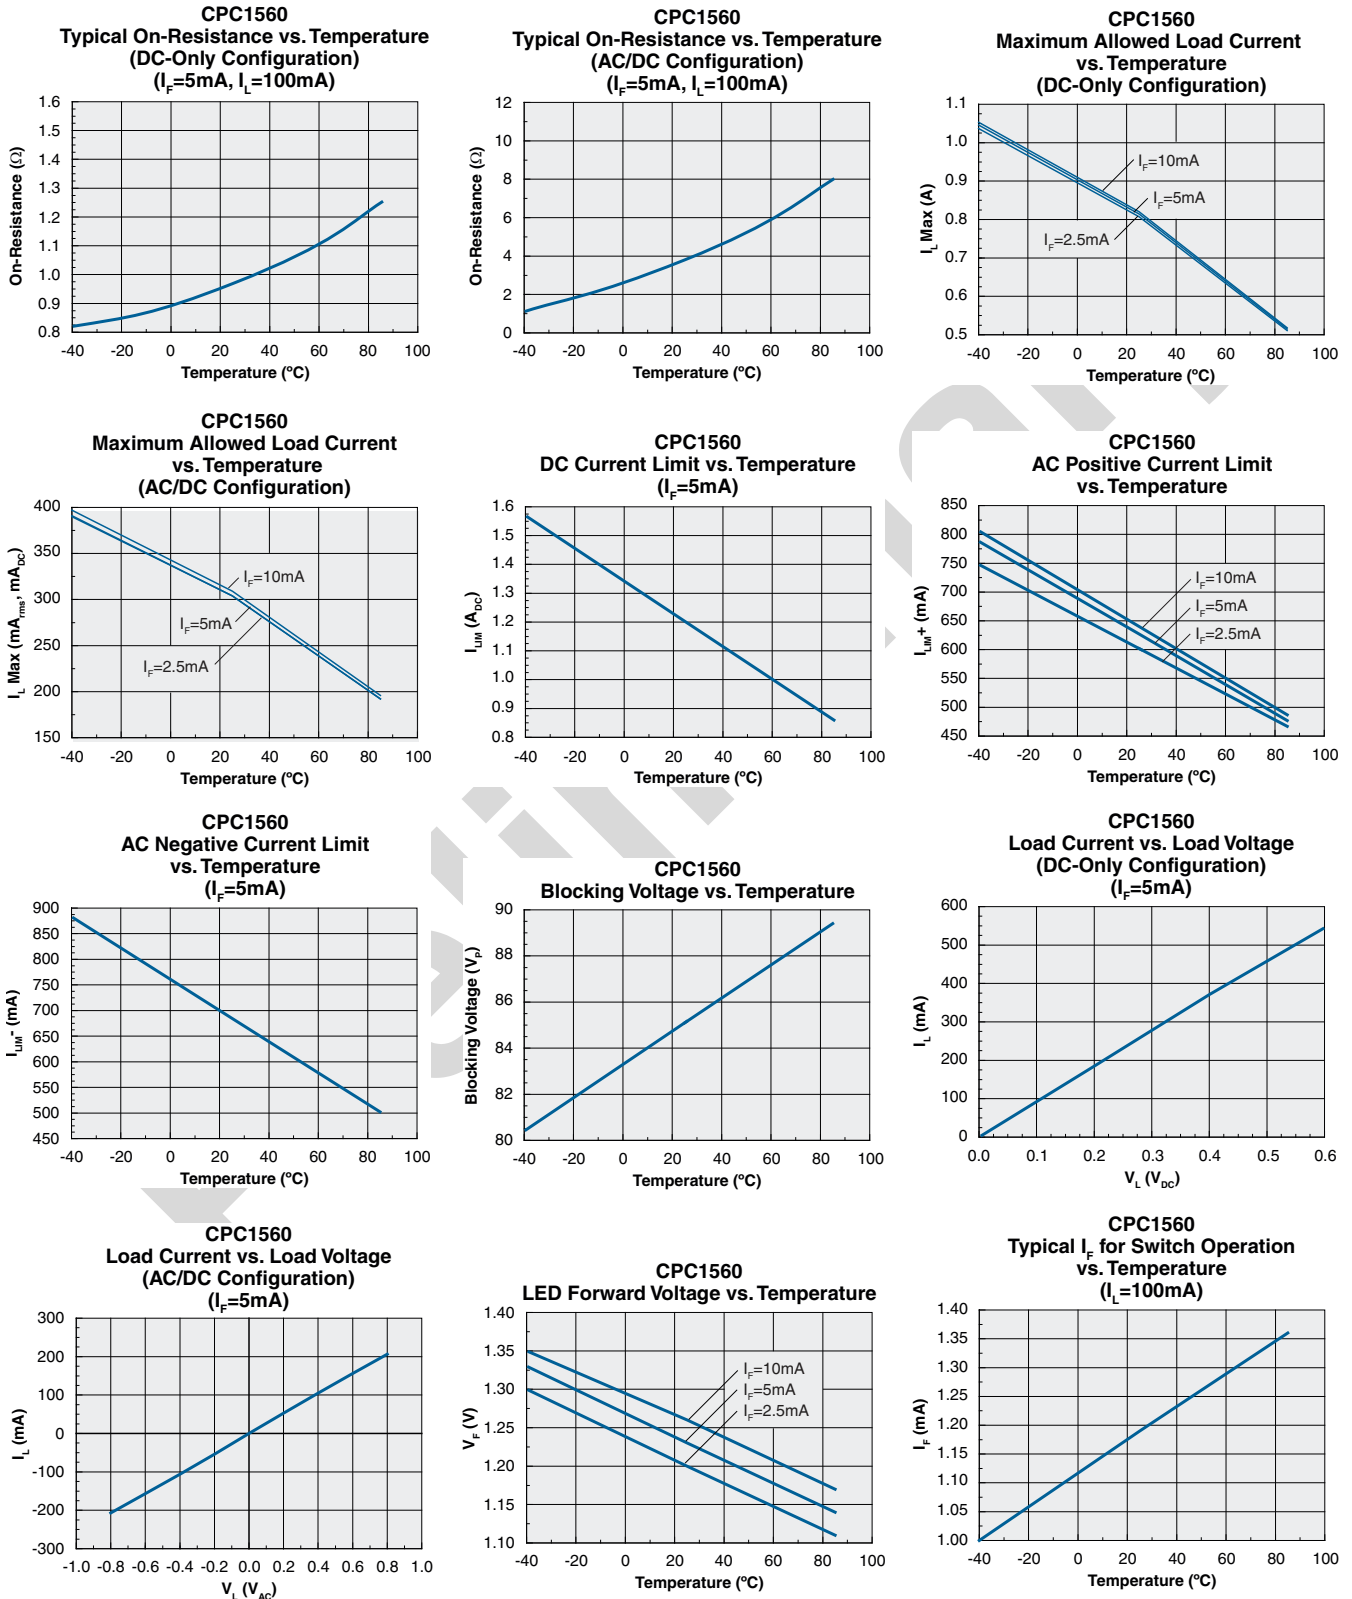 CPC1560
Typical On-Resistance vs. Temperature
(DC-Only Configuration)
(IF=5mA, IL=100mA)
On-Resistance (Ω)
1.6
1.5
1.4
1.3
1.2
1.1
1.0
0.9
0.8
-40 -20 0 20 40 60 80 100
Temperature (ºC)
CPC1560
Typical On-Resistance vs. Temperature
(AC/DC Configuration)
(IF=5mA, IL=100mA)
On-Resistance (Ω)
12
10
8
6
4
2
0
-40 -20 0 20 40 60 80 100
Temperature (ºC)
CPC1560
Maximum Allowed Load Current
vs. Temperature
(DC-Only Configuration)
IL Max (A)
1.1
1.0
0.9
0.8
0.7
0.6
0.5
IF=10mA
IF=5mA
IF=2.5mA
-40 -20 0 20 40 60 80 100
Temperature (ºC)
CPC1560
Maximum Allowed Load Current
vs. Temperature
(AC/DC Configuration)
IL Max (mArms, mADC)
400
350
300
250
200
150
IF=10mA
IF=5mA
IF=2.5mA
-40 -20 0 20 40 60 80 100
Temperature (ºC)
CPC1560
DC Current Limit vs. Temperature
(IF=5mA)
ILIM (ADC)
1.6
1.5
1.4
1.3
1.2
1.1
1.0
0.9
0.8
-40 -20 0 20 40 60 80 100
Temperature (ºC)
CPC1560
AC Positive Current Limit
vs. Temperature
ILIM+ (mA)
850
800
750
700
650
600
550
500
450
IF=10mA
IF=5mA
IF=2.5mA
-40 -20 0 20 40 60 80 100
Temperature (ºC)
CPC1560
AC Negative Current Limit
vs. Temperature
(IF=5mA)
ILIM- (mA)
900
850
800
750
700
650
600
550
500
450
-40 -20 0 20 40 60 80 100
Temperature (ºC)
CPC1560
Blocking Voltage vs. Temperature
Blocking Voltage (VP)
90
88
86
84
82
80
-40 -20 0 20 40 60 80 100
Temperature (ºC)
CPC1560
Load Current vs. Load Voltage
(DC-Only Configuration)
(IF=5mA)
IL (mA)
600
500
400
300
200
100
0
0.0 0.1 0.2 0.3 0.4 0.5 0.6
VL (VDC)
CPC1560
Load Current vs. Load Voltage
(AC/DC Configuration)
(IF=5mA)
IL (mA)
300
200
100
0
-100
-200
-300
-1.0 -0.8 -0.6 -0.4 -0.2 0.0 0.2 0.4 0.6 0.8 1.0
VL (VAC)
CPC1560
LED Forward Voltage vs. Temperature
VF (V)
1.40
1.35
1.30
1.25
1.20
1.15
1.10
IF=10mA
IF=5mA
IF=2.5mA
-40 -20 0 20 40 60 80 100
Temperature (ºC)
CPC1560
Typical IF for Switch Operation
vs. Temperature
(IL=100mA)
IF (mA)
1.40
1.35
1.30
1.25
1.20
1.15
1.10
1.05
1.00
-40 -20 0 20 40 60 80 100
Temperature (ºC)